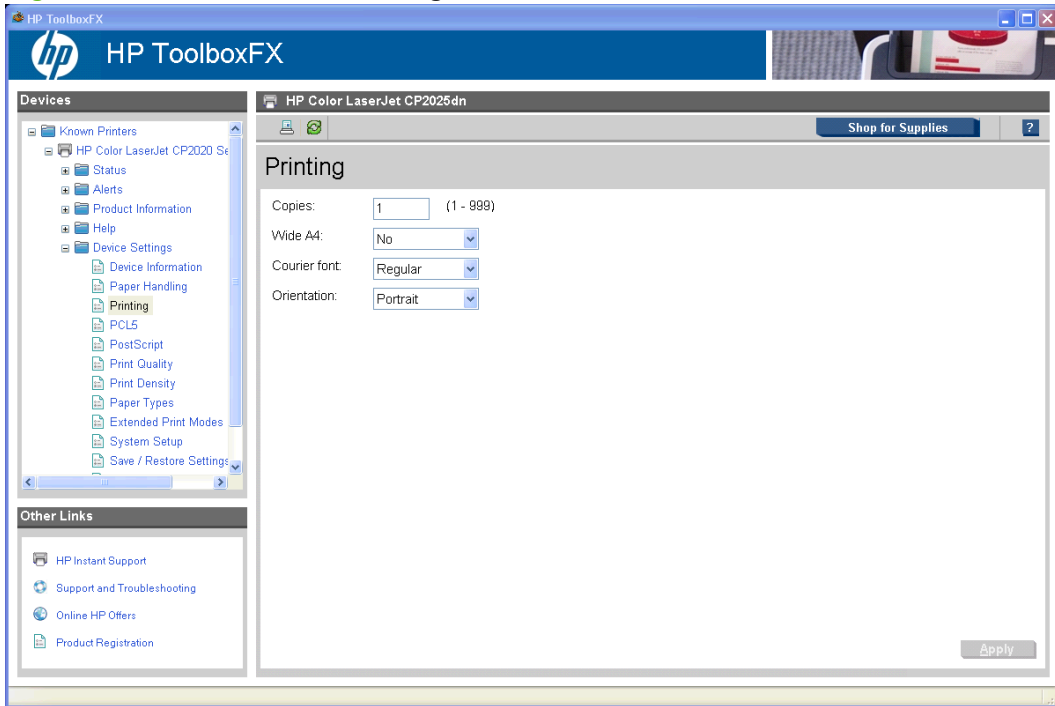 HP ToolboxFX
hp HP ToolboxFX
Devices
Known Printers
HP Color LaserJet CP2020 Se
Status
Alerts
Product Information
Help
Device Settings
Device Information
Paper Handling
Printing
PCL5
PostScript
Print Quality
Print Density
Paper Types
Extended Print Modes
System Setup
Save / Restore Settings
Other Links
HP Instant Support
Support and Troubleshooting
Online HP Offers
Product Registration
HP Color LaserJet CP2025dn
Shop for Supplies ?
Printing
Copies: 1 (1 - 999)
Wide A4: No
Courier font: Regular
Orientation: Portrait
Apply